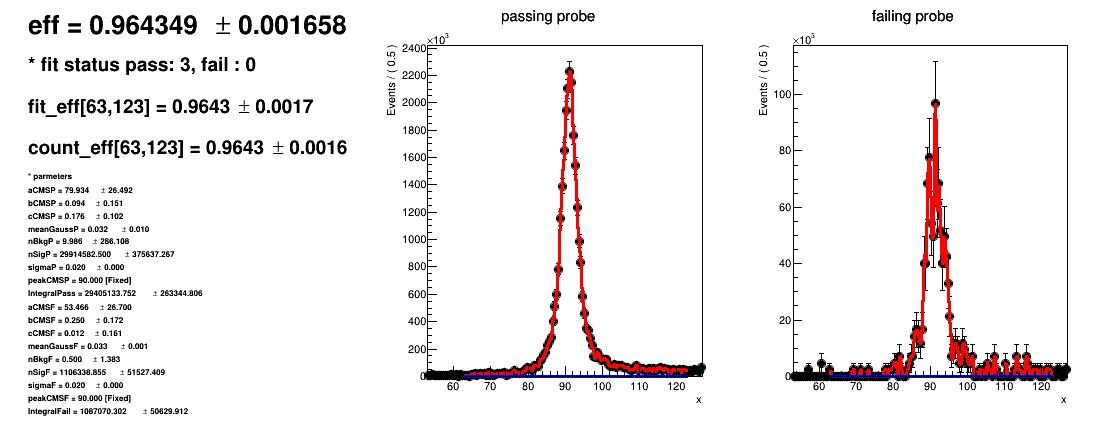 eff = 0.964349 ± 0.001658
* fit status pass: 3, fail : 0
fit_eff[63,123] = 0.9643 ± 0.0017
count_eff[63,123] = 0.9643 ± 0.0016
* parmeters
aCMSP = 79.934 ± 26.492
bCMSP = 0.094 ± 0.151
cCMSP = 0.176 ± 0.102
meanGaussP = 0.032 ± 0.010
nBkgP = 9.986 ± 286.108
nSigP = 29914582.500 ± 375637.267
sigmaP = 0.020 ± 0.000
peakCMSP = 90.000 [Fixed]
IntegralPass = 29405133.752 ± 263344.806
aCMSF = 53.466 ± 26.700
bCMSF = 0.250 ± 0.172
cCMSF = 0.012 ± 0.161
meanGaussF = 0.033 ± 0.001
nBkgF = 0.500 ± 1.383
nSigF = 1106338.855 ± 51527.409
sigmaF = 0.020 ± 0.000
peakCMSF = 90.000 [Fixed]
IntegralFail = 1087070.302 ± 50629.912
passing probe
×10³
Events / ( 0.5 )
2400
2200
2000
1800
1600
1400
1200
1000
800
600
400
200
0
60 70 80 90 100 110 120
x
failing probe
×10³
Events / ( 0.5 )
100
80
60
40
20
0
60 70 80 90 100 110 120
x